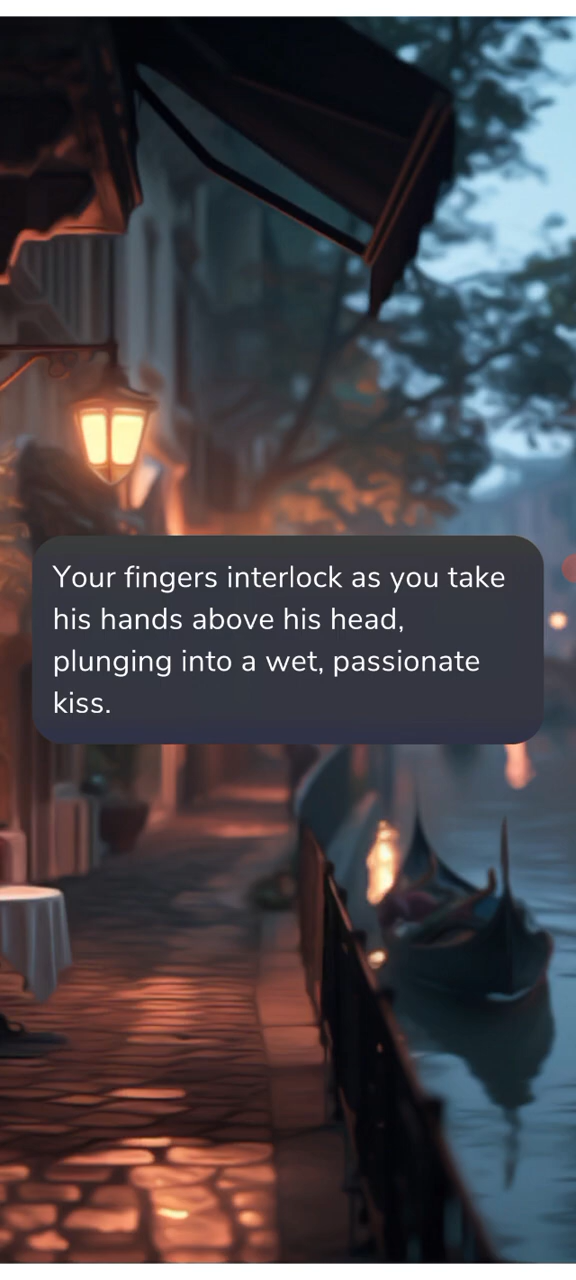 Your fingers interlock as you take
his hands above his head,
plunging into a wet, passionate
kiss.